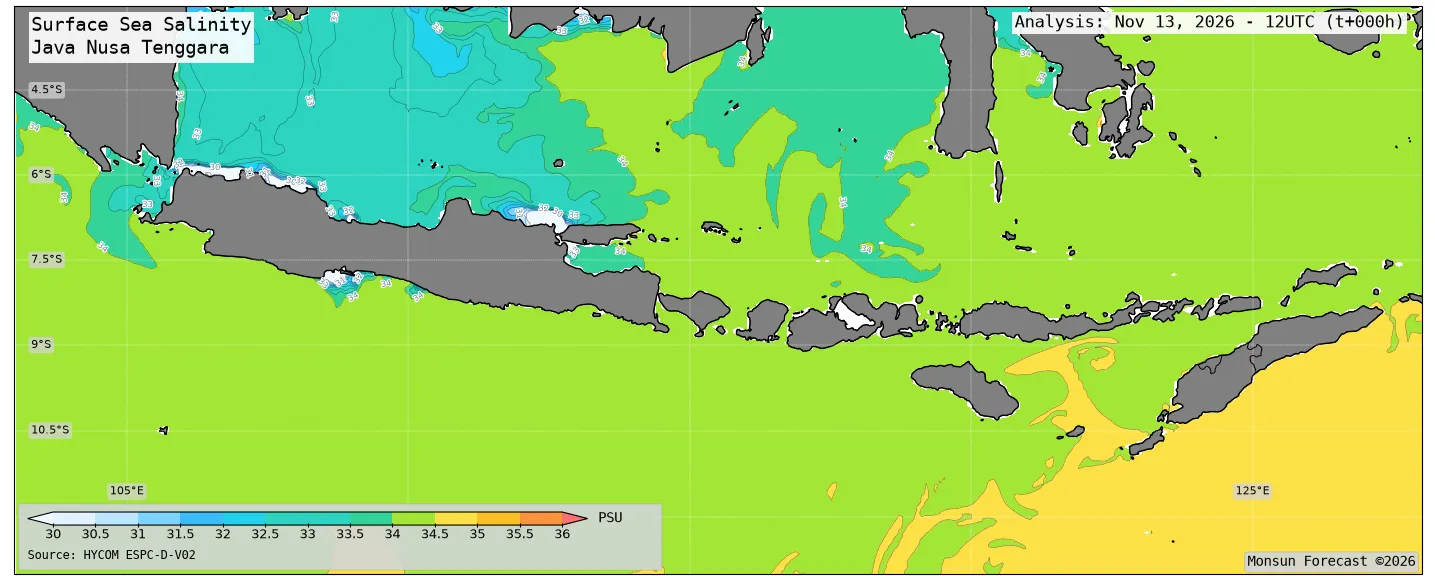 Surface Sea Salinity
Java Nusa Tenggara
Analysis: Nov 13, 2026 - 12UTC (t+000h)
4.5°S
6°S
7.5°S
9°S
10.5°S
105°E
125°E
30 30.5 31 31.5 32 32.5 33 33.5 34 34.5 35 35.5 36
PSU
Source: HYCOM ESPC-D-V02
Monsun Forecast ©2026